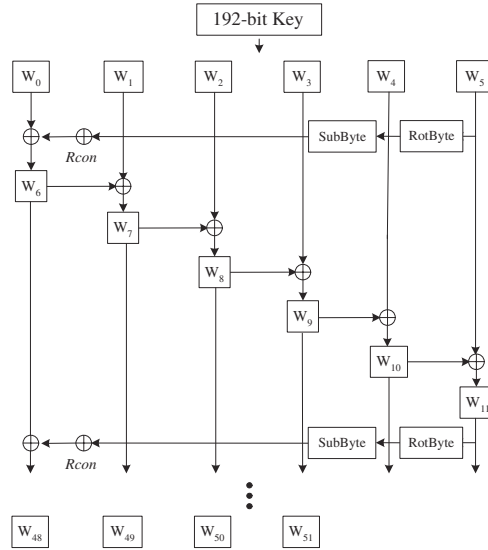 192-bit Key
W0 W1 W2 W3 W4 W5
SubByte RotByte
Rcon
W6
W7
W8
W9
W10
W11
SubByte RotByte
Rcon
W48 W49 W50 W51